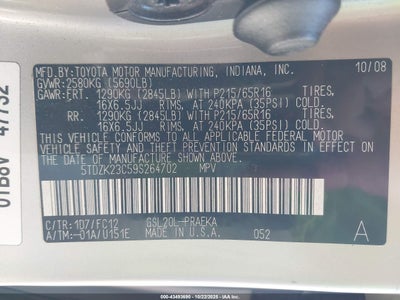 MFD.BY:TOYOTA MOTOR MANUFACTURING, INDIANA, INC. 10/08
GVWR:2580KG (5690LB)
GAWR:FRT. 1290KG (2845LB) WITH P215/65R16 TIRES.
16X6.5JJ RIMS, AT 240KPA (35PSI) COLD.
RR. 1290KG (2845LB) WITH P215/65R16 TIRES.
16X6.5JJ RIMS, AT 240KPA (35PSI) COLD.
THIS VEHICLE CONFORMS TO ALL APPLICABLE FEDERAL MOTOR
VEHICLE SAFETY, BUMPER, AND THEFT PREVENTION STANDARDS
IN EFFECT ON THE DATE OF MANUFACTURE SHOWN ABOVE.
5TDZK23C59S264702 MPV
C/TR:1D7/FC12 GSL20L-PRAEKA
A/TM:-01A/U151E MADE IN U.S.A. 052 A
01B8V 47732
000-43493690 - 10/23/2025 -